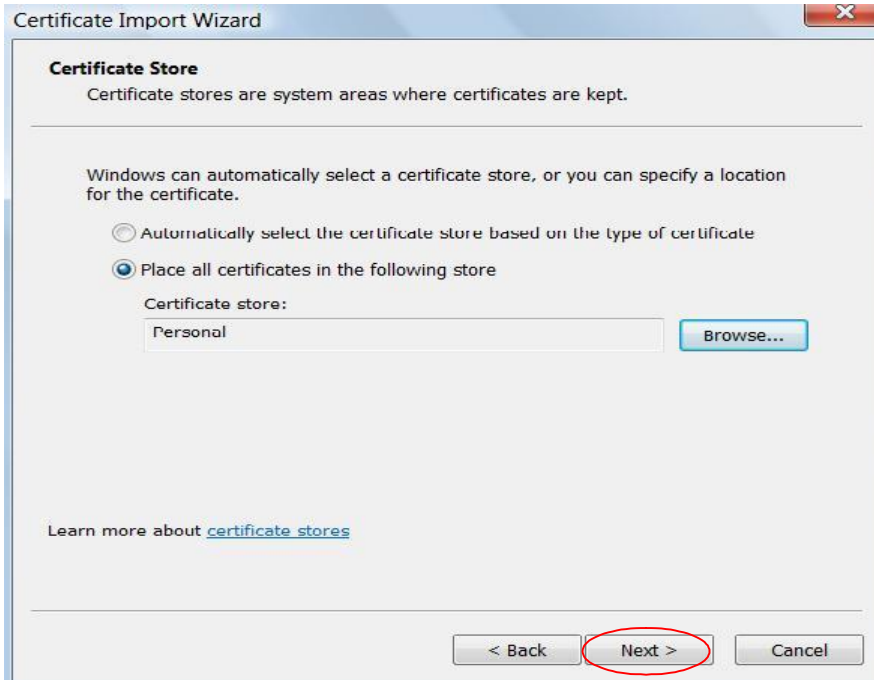 Certificate Import Wizard
Certificate Store
Certificate stores are system areas where certificates are kept.
Windows can automatically select a certificate store, or you can specify a location
for the certificate.
Automatically select the certificate store based on the type of certificate
Place all certificates in the following store
Certificate store:
Personal
Browse...
Learn more about certificate stores
< Back
Next >
Cancel